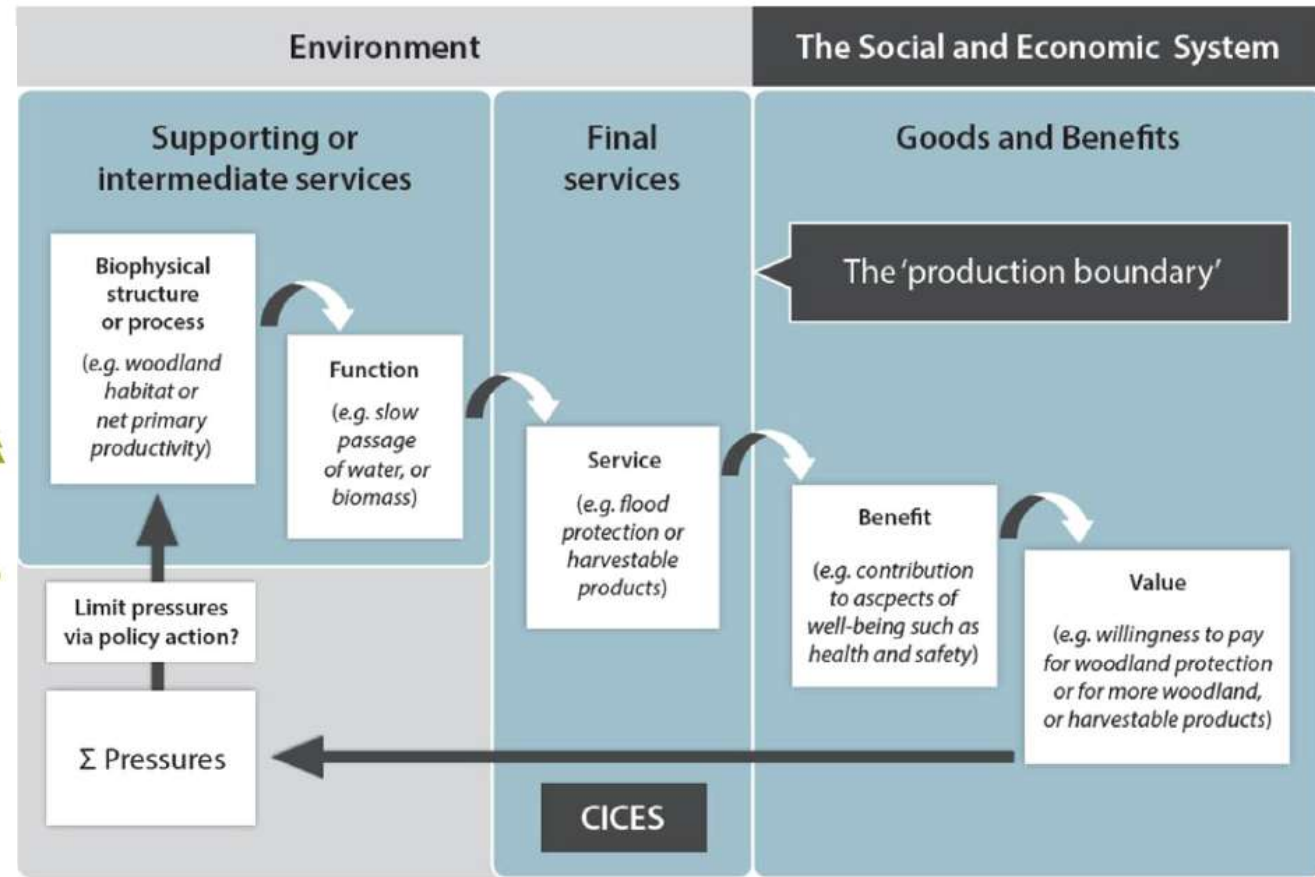 Environment
The Social and Economic System
Supporting or
intermediate services
Final
services
Goods and Benefits
The 'production boundary'
Biophysical
structure
or process
(e.g. woodland
habitat or
net primary
productivity)
Function
(e.g. slow
passage
of water, or
biomass)
Service
(e.g. flood
protection or
harvestable
products)
Benefit
(e.g. contribution
to ascpects of
well-being such as
health and safety)
Value
(e.g. willingness to pay
for woodland protection
or for more woodland,
or harvestable products)
Limit pressures
via policy action?
Σ Pressures
CICES